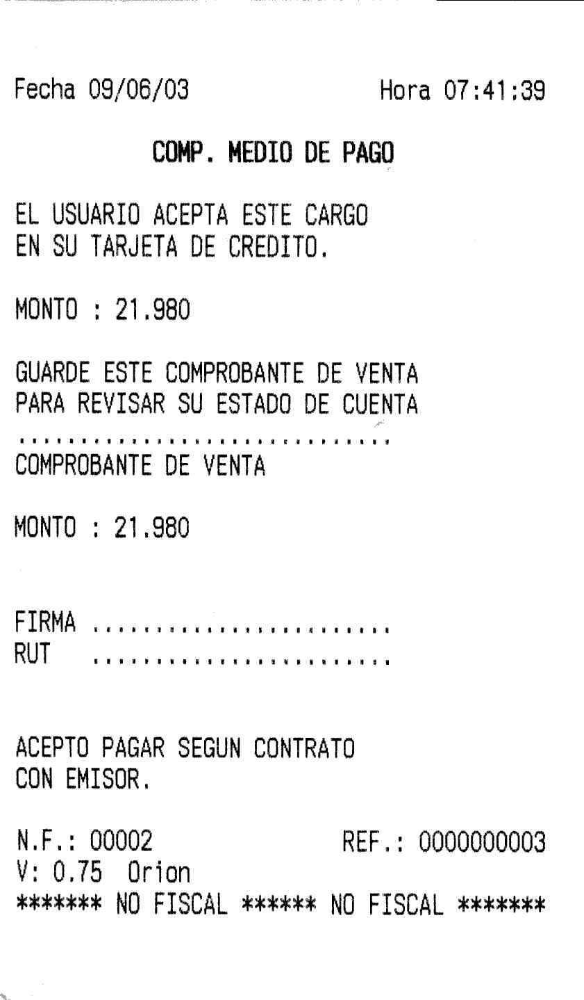 Fecha 09/06/03 Hora 07:41:39
COMP. MEDIO DE PAGO
EL USUARIO ACEPTA ESTE CARGO
EN SU TARJETA DE CREDITO.
MONTO : 21.980
GUARDE ESTE COMPROBANTE DE VENTA
PARA REVISAR SU ESTADO DE CUENTA
..............................
COMPROBANTE DE VENTA
MONTO : 21.980
FIRMA ........................
RUT ........................
ACEPTO PAGAR SEGUN CONTRATO
CON EMISOR.
N.F.: 00002 REF.: 0000000003
V: 0.75 Orion
******* NO FISCAL ****** NO FISCAL *******